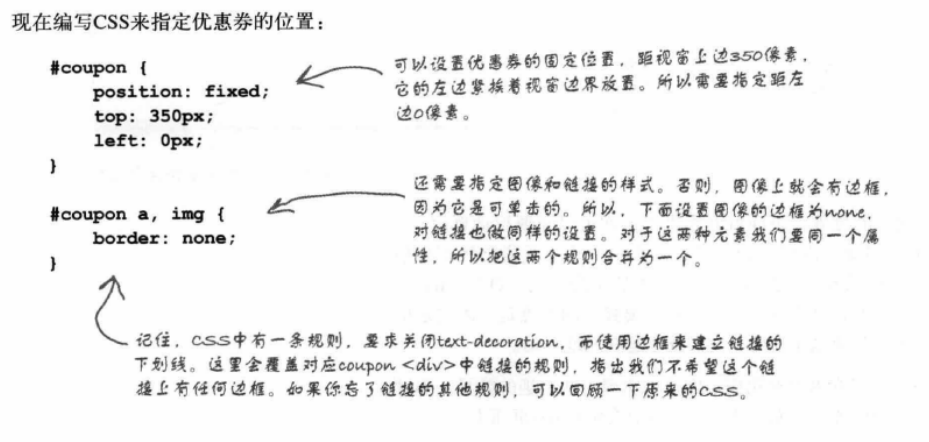 现在编写CSS来指定优惠券的位置：
#coupon {
position: fixed;
top: 350px;
left: 0px;
}
可以设置优惠券的固定位置，距视窗上边350像素，
它的左边紧挨着视窗边界放置。所以需要指定距左
边0像素。
#coupon a, img {
border: none;
}
还需要指定图像和链接的样式。否则，图像上就会有边框，
因为它是可单击的。所以，下面设置图像的边框为none，
对链接也做同样的设置。对于这两种元素我们要同一个属
性，所以把这两个规则合并为一个。
记住，CSS中有一条规则，要求关闭text-decoration，而使用边框来建立链接的
下划线。这里会覆盖对应coupon <div>中链接的规则，指出我们不希望这个链
接上有任何边框。如果你忘了链接的其他规则，可以回顾一下原来的CSS。